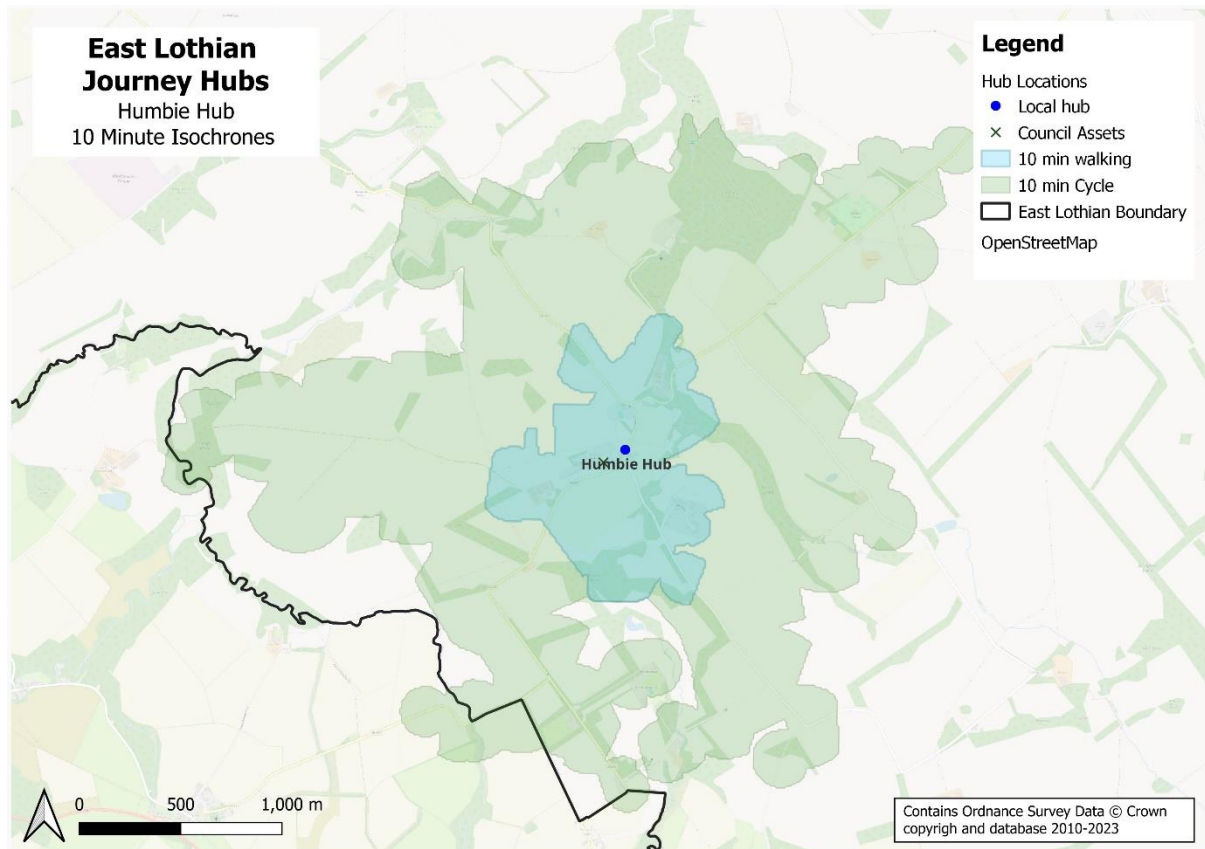 East Lothian
Journey Hubs
Humbie Hub
10 Minute Isochrones
Legend
Hub Locations
Local hub
Council Assets
10 min walking
10 min Cycle
East Lothian Boundary
OpenStreetMap
Humbie Hub
0 500 1,000 m
Contains Ordnance Survey Data © Crown
copyrigh and database 2010-2023